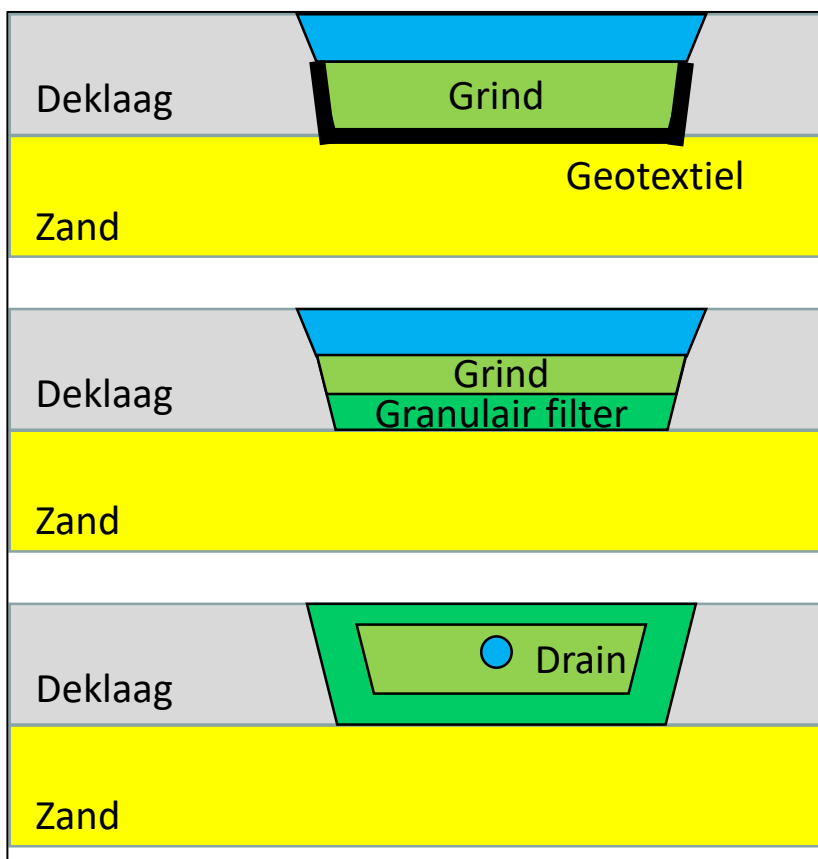 Deklaag
Grind
Geotextiel
Zand
Deklaag
Grind
Granulair filter
Zand
Deklaag
Drain
Zand